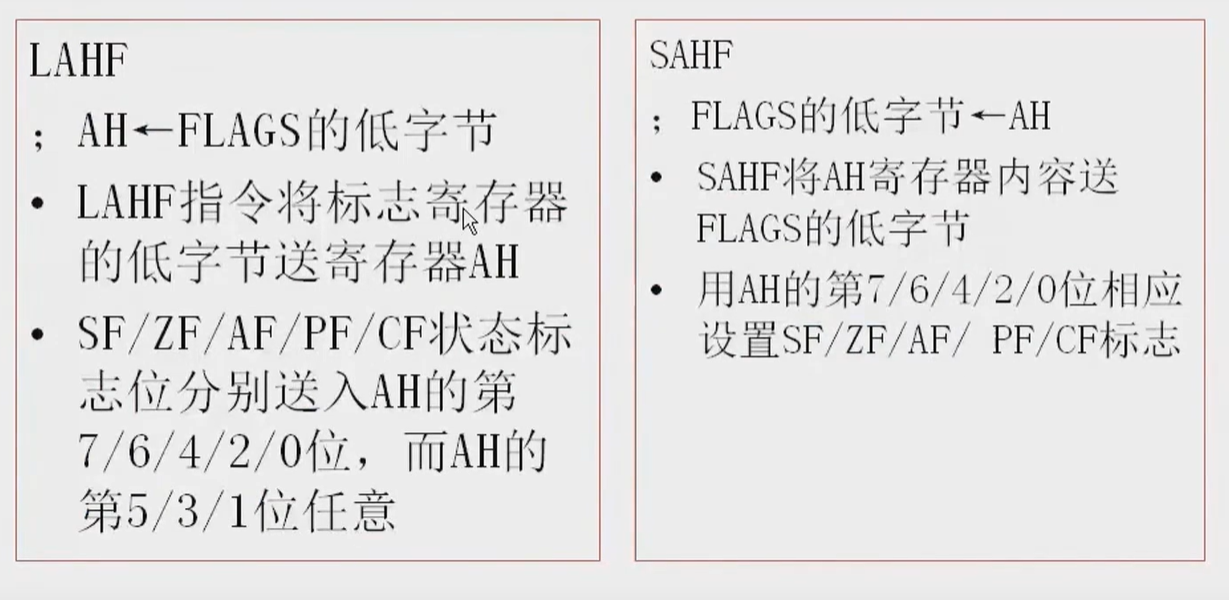 LAHF
；AH←FLAGS的低字节
• LAHF指令将标志寄存器
的低字节送寄存器AH
• SF/ZF/AF/PF/CF状态标
志位分别送入AH的第
7/6/4/2/0位，而AH的
第5/3/1位任意
SAHF
；FLAGS的低字节←AH
• SAHF将AH寄存器内容送
FLAGS的低字节
• 用AH的第7/6/4/2/0位相应
设置SF/ZF/AF/ PF/CF标志